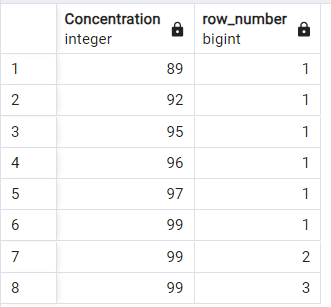 Concentration row_number
integer bigint
1 89 1
2 92 1
3 95 1
4 96 1
5 97 1
6 99 1
7 99 2
8 99 3